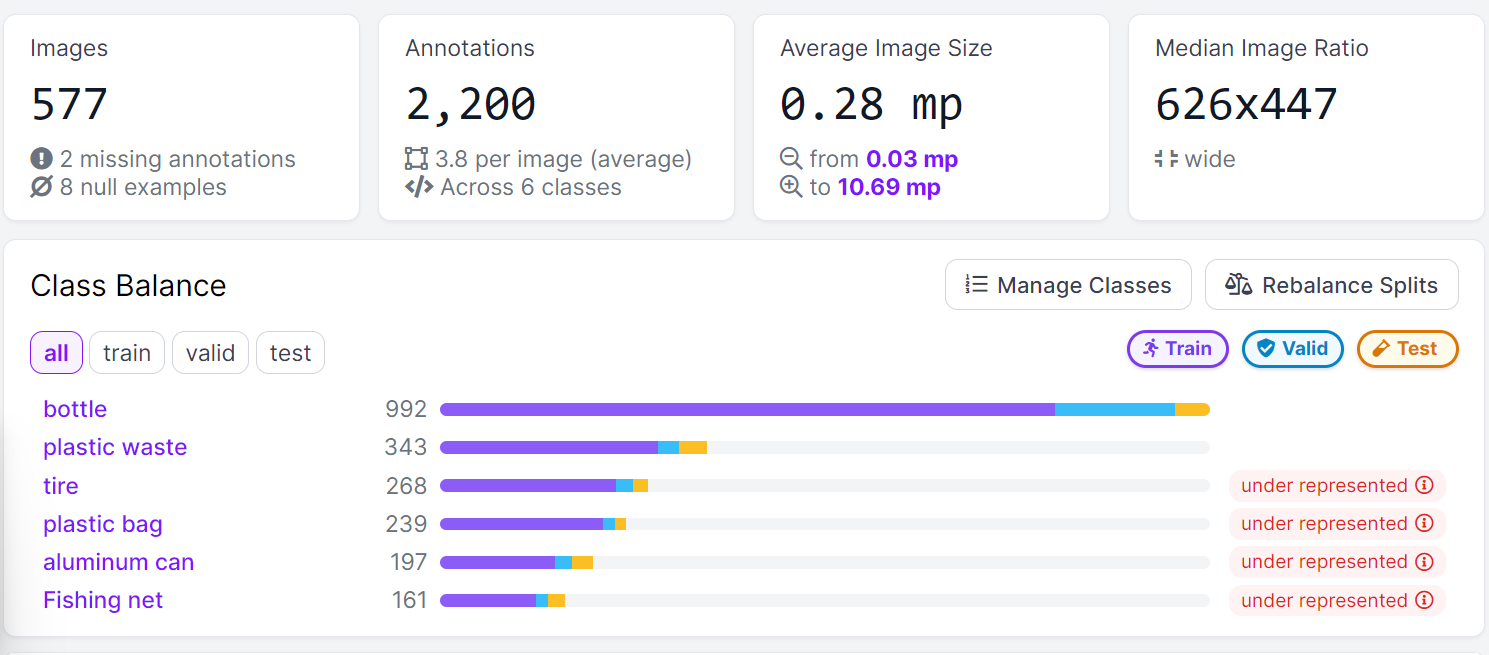 Images
577
2 missing annotations
8 null examples
Annotations
2,200
3.8 per image (average)
Across 6 classes
Average Image Size
0.28 mp
from 0.03 mp
to 10.69 mp
Median Image Ratio
626x447
wide
Class Balance
Manage Classes
Rebalance Splits
all train valid test
Train Valid Test
bottle 992
plastic waste 343
tire 268 under represented
plastic bag 239 under represented
aluminum can 197 under represented
Fishing net 161 under represented